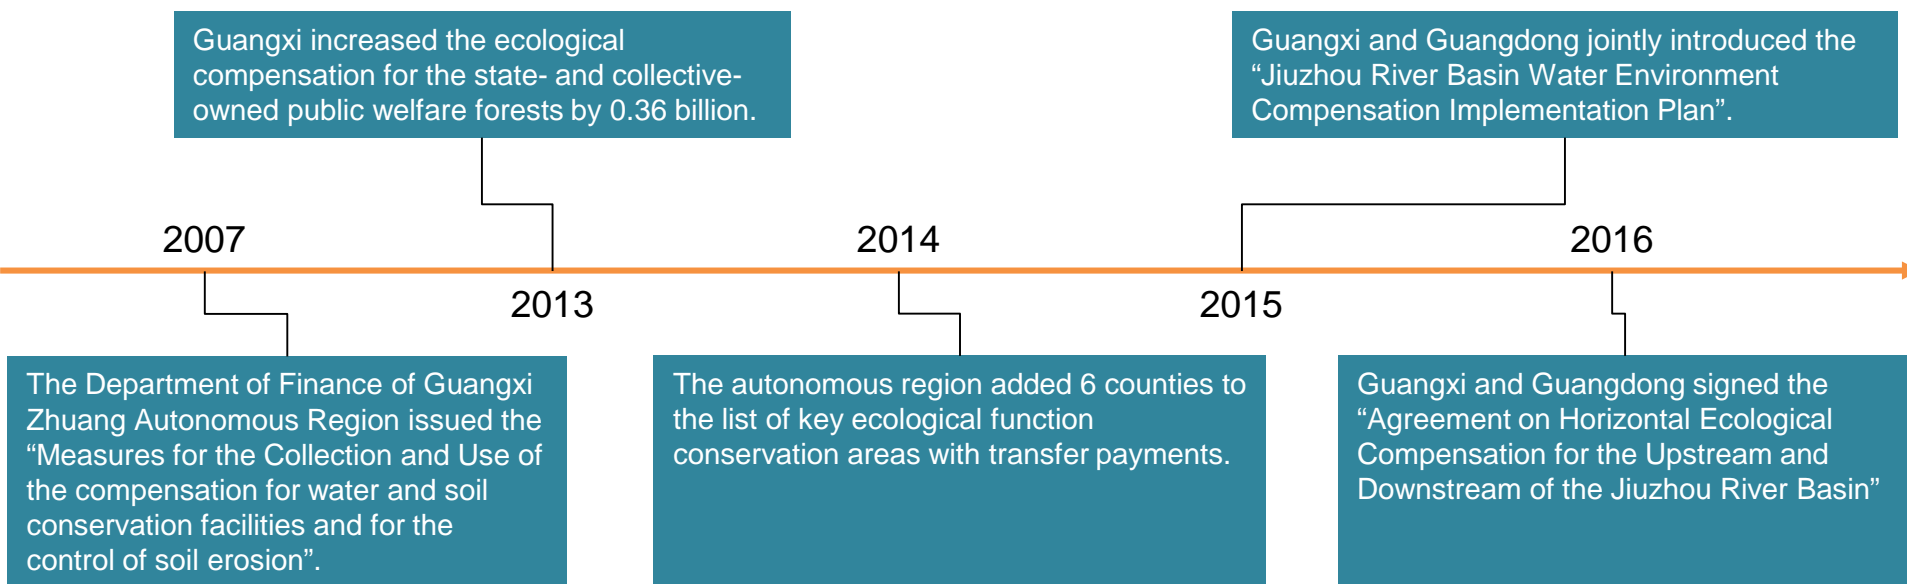 Guangxi increased the ecological
compensation for the state- and collective-
owned public welfare forests by 0.36 billion.
Guangxi and Guangdong jointly introduced the
“Jiuzhou River Basin Water Environment
Compensation Implementation Plan”.
2007
2014
2016
2013
2015
The Department of Finance of Guangxi
Zhuang Autonomous Region issued the
“Measures for the Collection and Use of
the compensation for water and soil
conservation facilities and for the
control of soil erosion”.
The autonomous region added 6 counties to
the list of key ecological function
conservation areas with transfer payments.
Guangxi and Guangdong signed the
“Agreement on Horizontal Ecological
Compensation for the Upstream and
Downstream of the Jiuzhou River Basin”